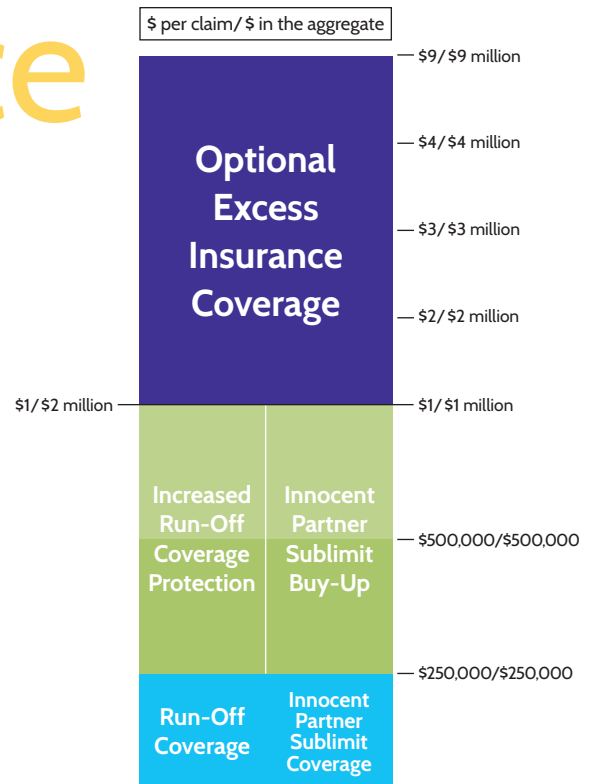 ce
$ per claim/ $ in the aggregate
$9/ $9 million
Optional
Excess
Insurance
Coverage
$4/ $4 million
$3/ $3 million
$2/ $2 million
$1/ $2 million
$1/ $1 million
Increased
Run-Off
Coverage
Protection
Innocent
Partner
Sublimit
Buy-Up
$500,000/$500,000
$250,000/$250,000
Run-Off
Coverage
Innocent
Partner
Sublimit
Coverage